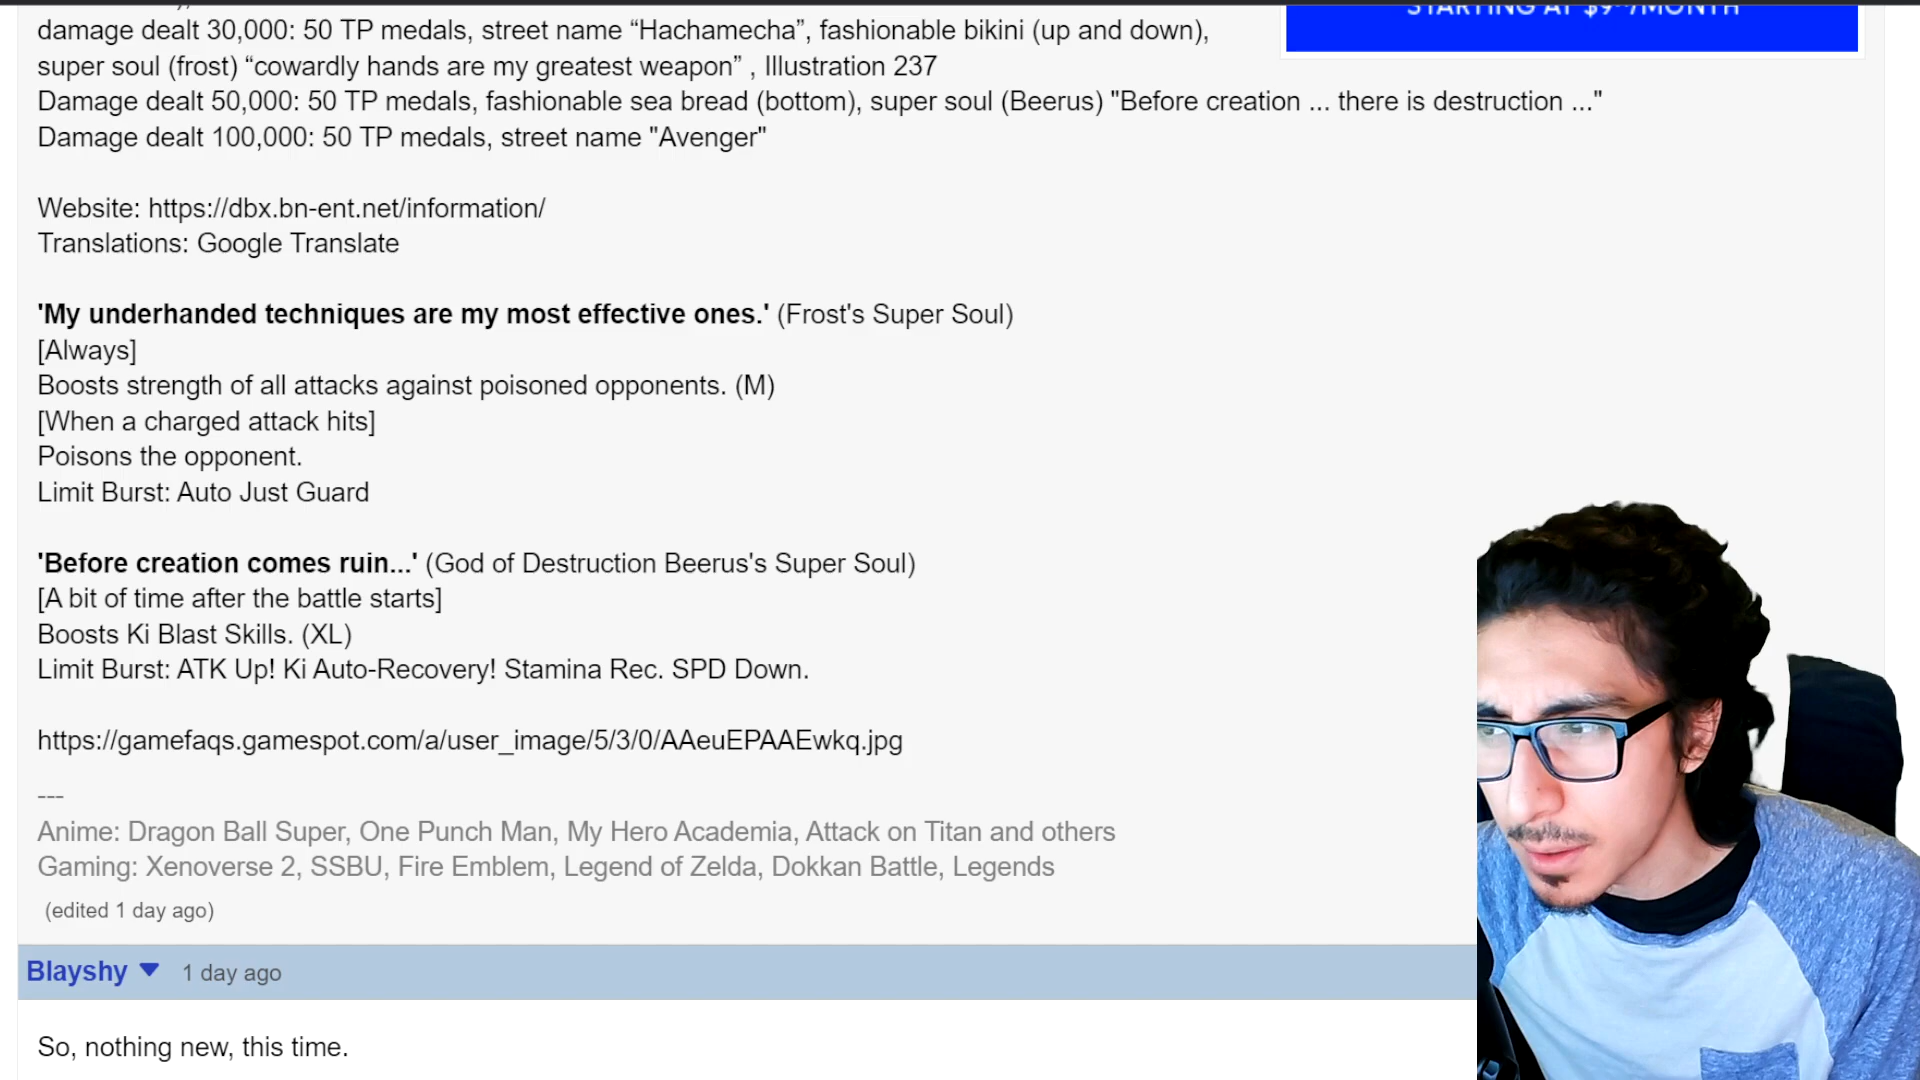 STARTING AT $9
/MONTH
damage dealt 30,000: 50 TP medals, street name “Hachamecha”, fashionable bikini (up and down),
super soul (frost) “cowardly hands are my greatest weapon” , Illustration 237
Damage dealt 50,000: 50 TP medals, fashionable sea bread (bottom), super soul (Beerus) "Before creation ... there is destruction ..."
Damage dealt 100,000: 50 TP medals, street name "Avenger"
Website: https://dbx.bn-ent.net/information/
Translations: Google Translate
'My underhanded techniques are my most effective ones.' (Frost's Super Soul)
[Always]
Boosts strength of all attacks against poisoned opponents. (M)
[When a charged attack hits]
Poisons the opponent.
Limit Burst: Auto Just Guard
'Before creation comes ruin...' (God of Destruction Beerus's Super Soul)
[A bit of time after the battle starts]
Boosts Ki Blast Skills. (XL)
Limit Burst: ATK Up! Ki Auto-Recovery! Stamina Rec. SPD Down.
https://gamefaqs.gamespot.com/a/user_image/5/3/0/AAeuEPAAEwkq.jpg
---
Anime: Dragon Ball Super, One Punch Man, My Hero Academia, Attack on Titan and others
Gaming: Xenoverse 2, SSBU, Fire Emblem, Legend of Zelda, Dokkan Battle, Legends
(edited 1 day ago)
Blayshy 1 day ago
So, nothing new, this time.